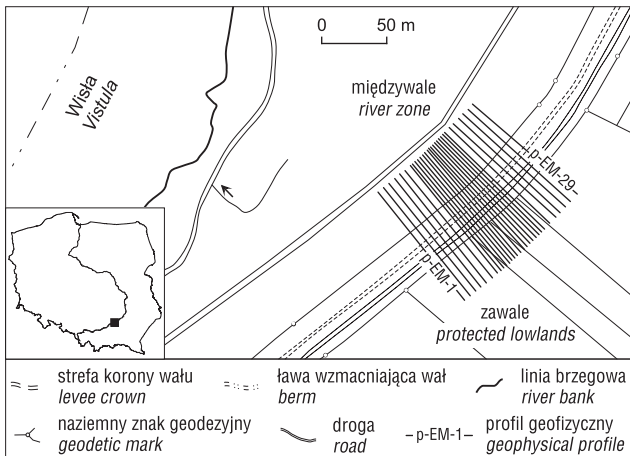 0 50 m
Wisła
Vistula
międzywale
river zone
p-EM-29
p-EM-1
zawale
protected lowlands
strefa korony wału
levee crown
ława wzmacniająca wał
berm
linia brzegowa
river bank
naziemny znak geodezyjny
geodetic mark
droga
road
p-EM-1
profil geofizyczny
geophysical profile